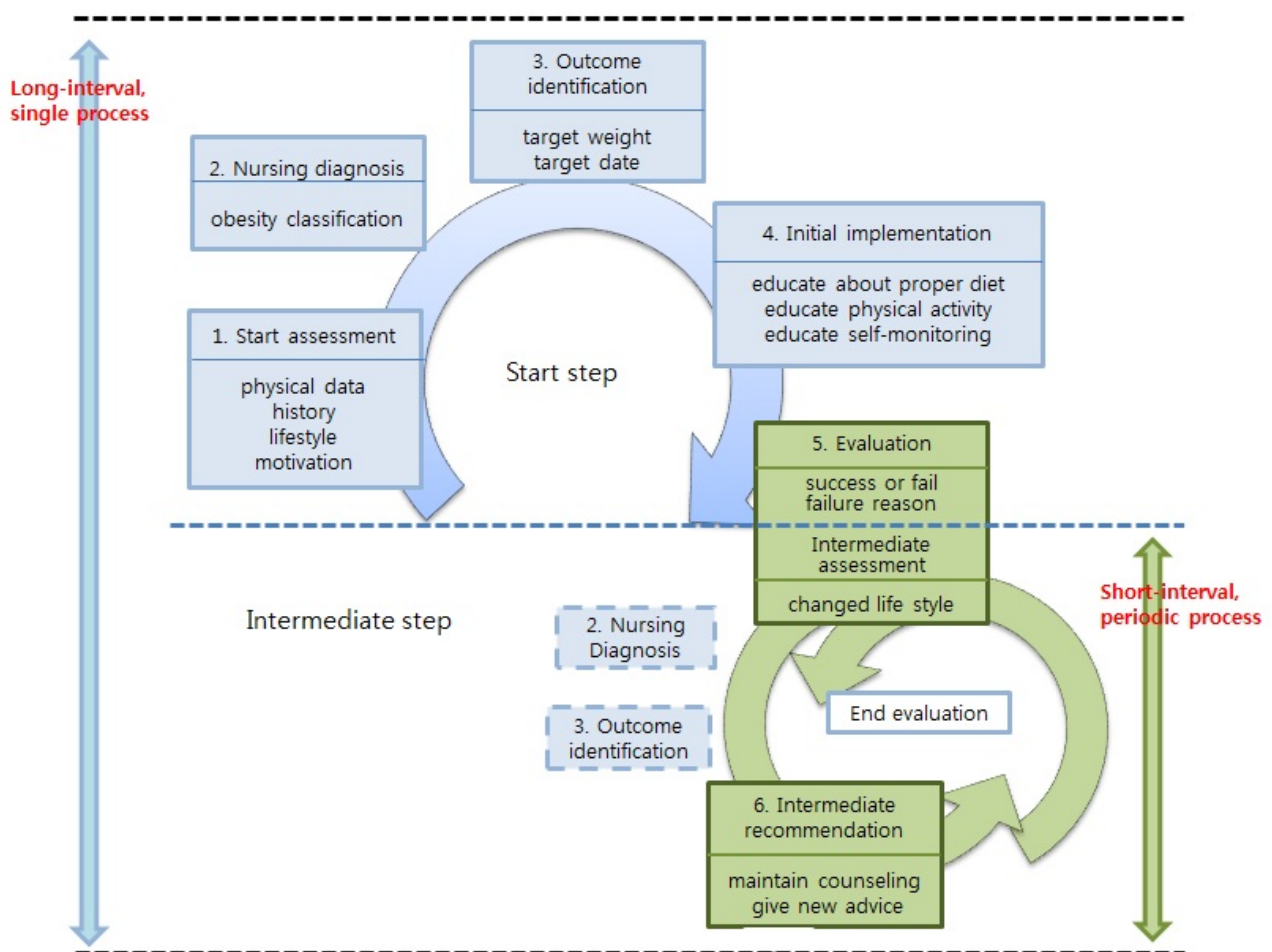 Long-interval,
single process
3. Outcome
identification
target weight
target date
2. Nursing diagnosis
obesity classification
4. Initial implementation
educate about proper diet
educate physical activity
educate self-monitoring
1. Start assessment
physical data
history
lifestyle
motivation
Start step
5. Evaluation
success or fail
failure reason
Intermediate
assessment
changed life style
Short-interval,
periodic process
Intermediate step
2. Nursing
Diagnosis
3. Outcome
identification
End evaluation
6. Intermediate
recommendation
maintain counseling
give new advice